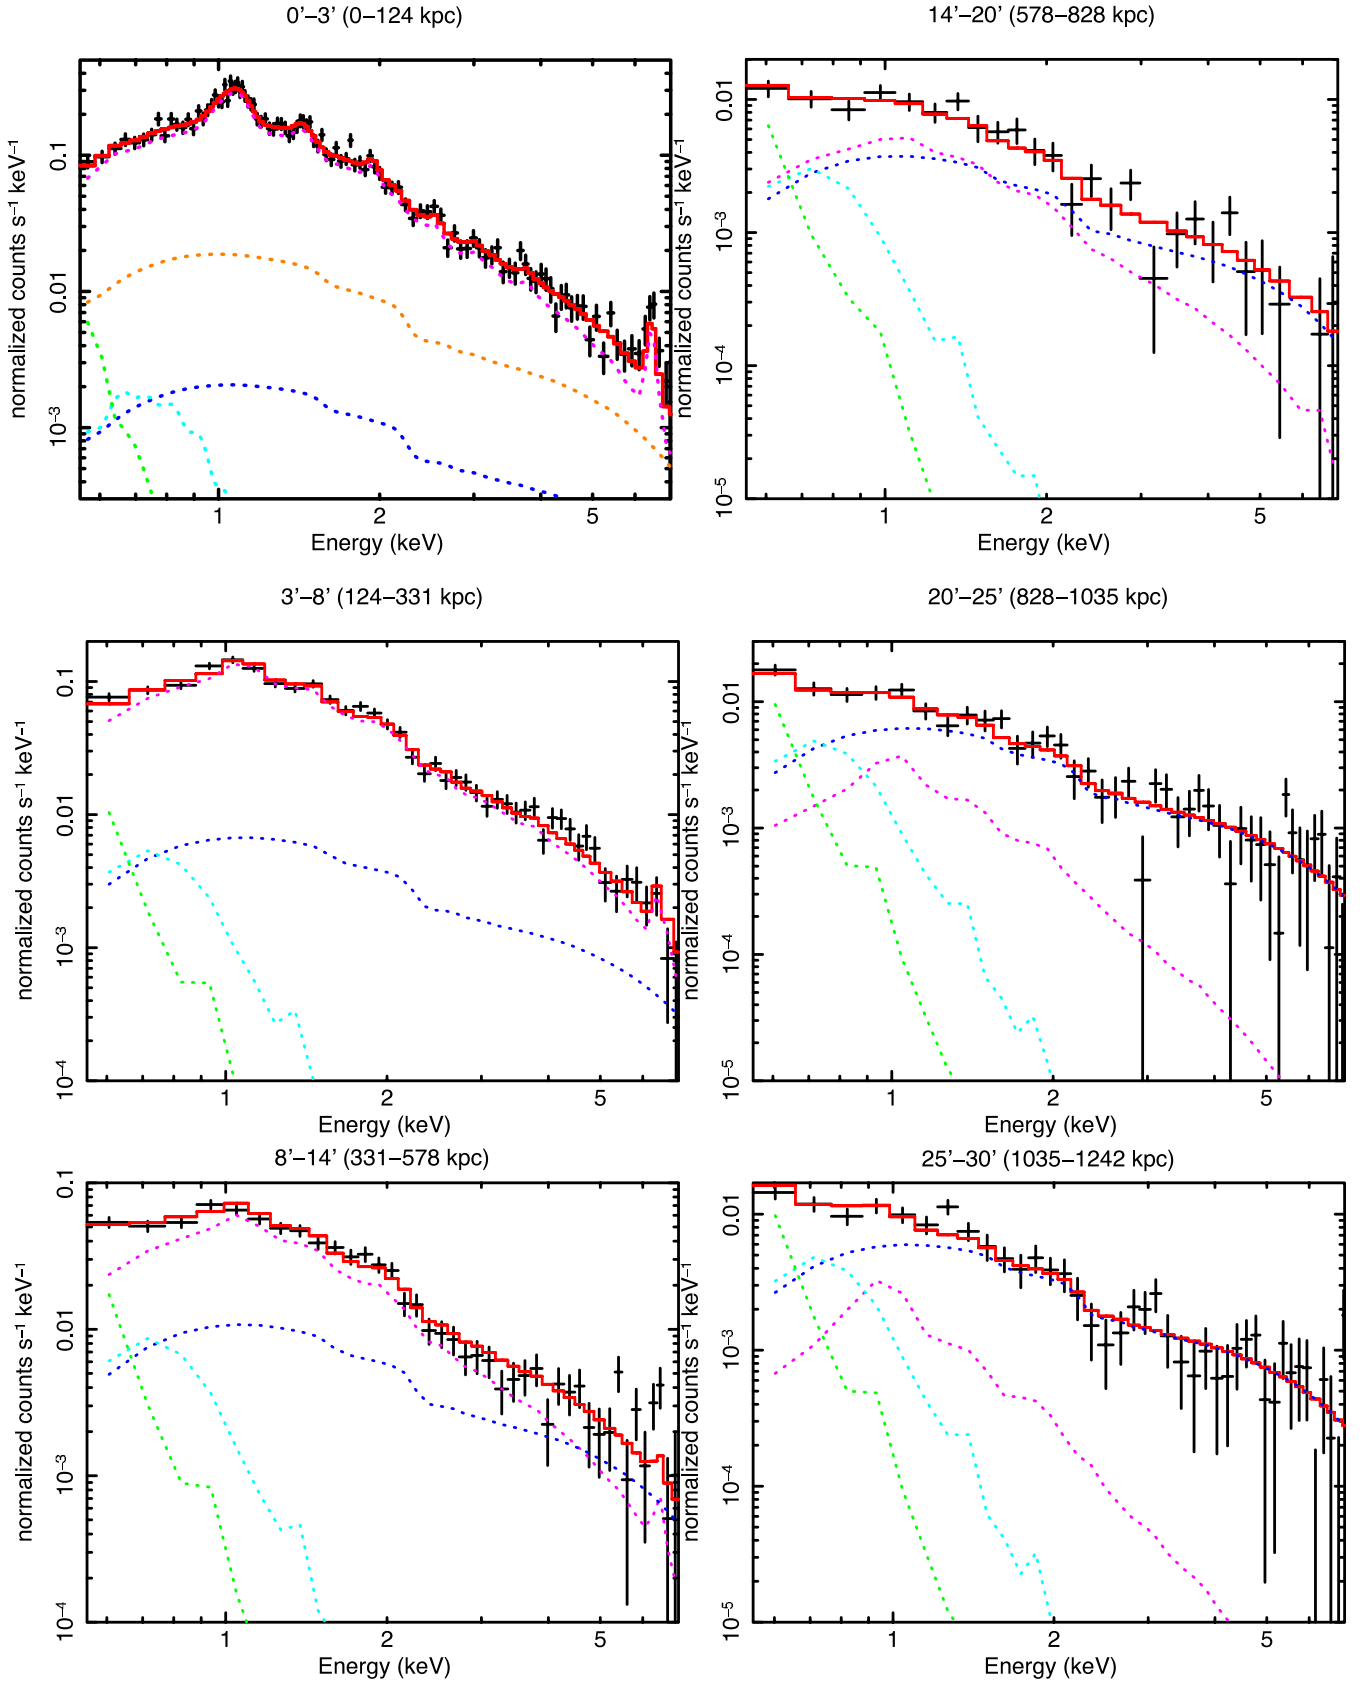 0’–3’ (0–124 kpc)
normalized counts s⁻¹ keV⁻¹
0.1
0.01
10⁻³
1
2
5
Energy (keV)
14’–20’ (578–828 kpc)
normalized counts s⁻¹ keV⁻¹
0.01
10⁻³
10⁻⁴
10⁻⁵
1
2
5
Energy (keV)
3’–8’ (124–331 kpc)
normalized counts s⁻¹ keV⁻¹
0.1
0.01
10⁻³
10⁻⁴
1
2
5
Energy (keV)
20’–25’ (828–1035 kpc)
normalized counts s⁻¹ keV⁻¹
0.01
10⁻³
10⁻⁴
10⁻⁵
1
2
5
Energy (keV)
8’–14’ (331–578 kpc)
normalized counts s⁻¹ keV⁻¹
0.1
0.01
10⁻³
10⁻⁴
1
2
5
Energy (keV)
25’–30’ (1035–1242 kpc)
normalized counts s⁻¹ keV⁻¹
0.01
10⁻³
10⁻⁴
10⁻⁵
1
2
5
Energy (keV)